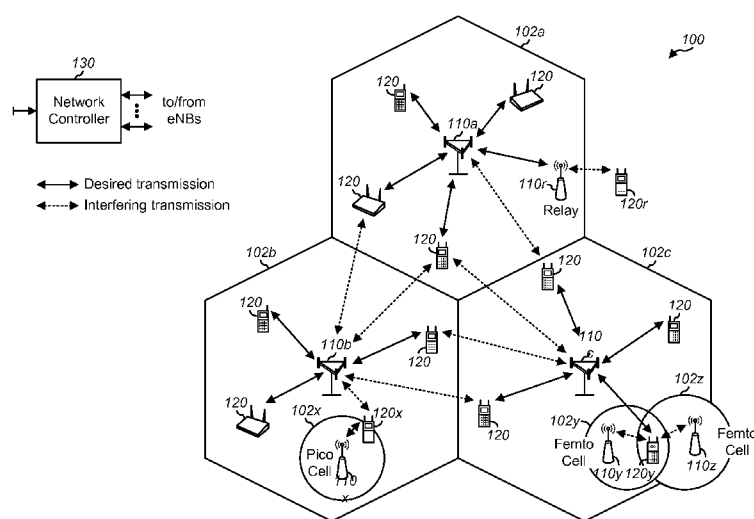 102a
100
130
Network
Controller
to/from
eNBs
120
120
110a
Desired transmission
Interfering transmission
120
110r
Relay
120r
102b
120
120
102c
120
110b
120
110
c
120
120
102x
120x
120
102y
102z
Pico
Cell
110
x
Femto
Cell
110y
120y
110z
Femto
Cell